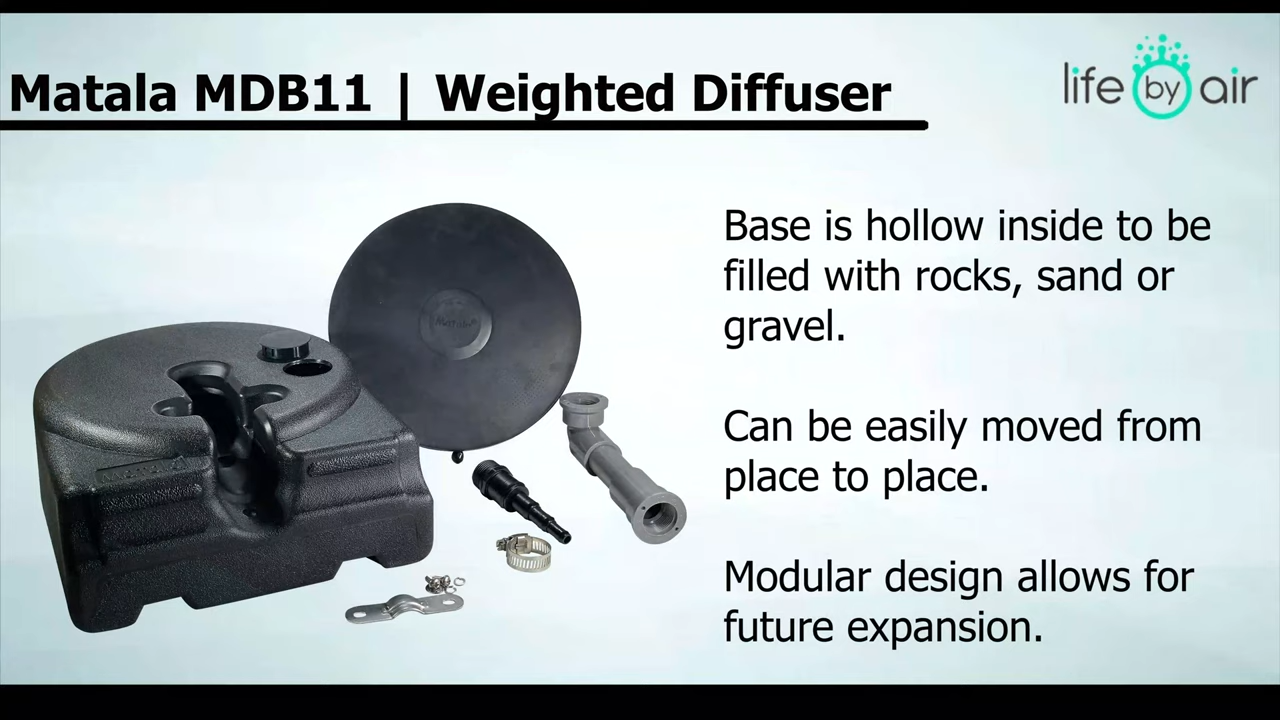 Matala MDB11 | Weighted Diffuser
life by air
Base is hollow inside to be
filled with rocks, sand or
gravel.
Can be easily moved from
place to place.
Modular design allows for
future expansion.
Matala